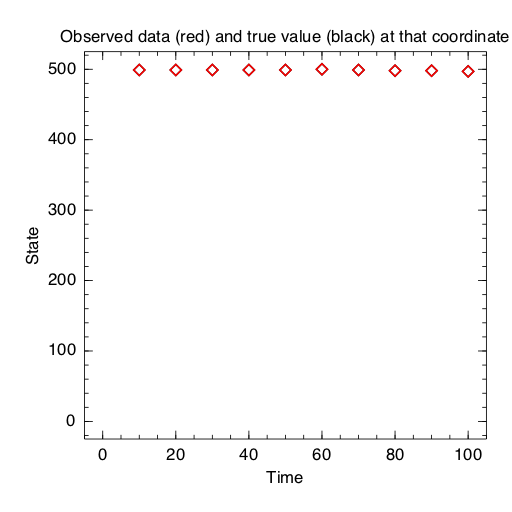 Observed data (red) and true value (black) at that coordinate
500
400
300
200
100
0
State
0 20 40 60 80 100
Time